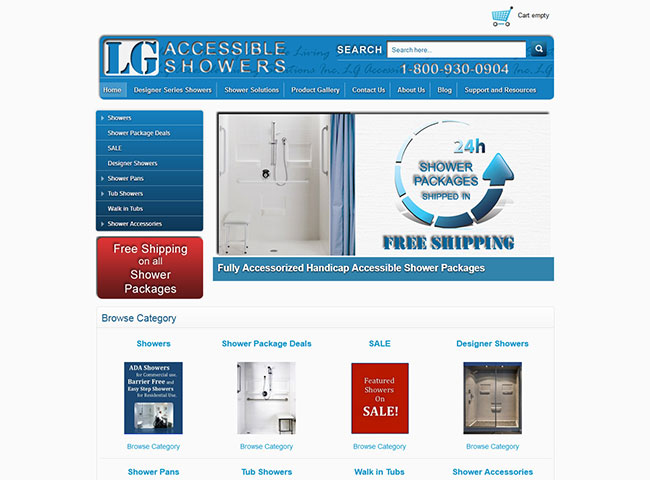 Cart empty
LG ACCESSIBLE SHOWERS
SEARCH Search here...
1-800-930-0904
Home Designer Series Showers Shower Solutions Product Gallery Contact Us About Us Blog Support and Resources
Showers
Shower Package Deals
SALE
Designer Showers
Shower Pans
Tub Showers
Walk in Tubs
Shower Accessories
Free Shipping
on all
Shower
Packages
24h
SHOWER
PACKAGES
SHIPPED IN
FREE SHIPPING
Fully Accessorized Handicap Accessible Shower Packages
Browse Category
Showers Shower Package Deals SALE Designer Showers
ADA Showers
for Commercial use.
Barrier Free and
Easy Step Showers
for Residential Use.
Featured
Showers
On
SALE!
Browse Category Browse Category Browse Category Browse Category
Shower Pans Tub Showers Walk in Tubs Shower Accessories